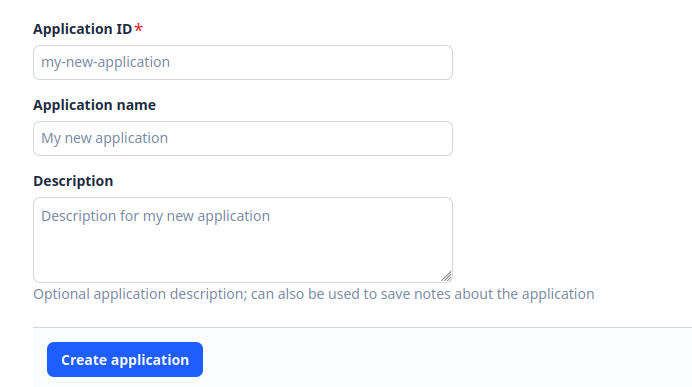 Application ID*
my-new-application
Application name
My new application
Description
Description for my new application
Optional application description; can also be used to save notes about the application
Create application